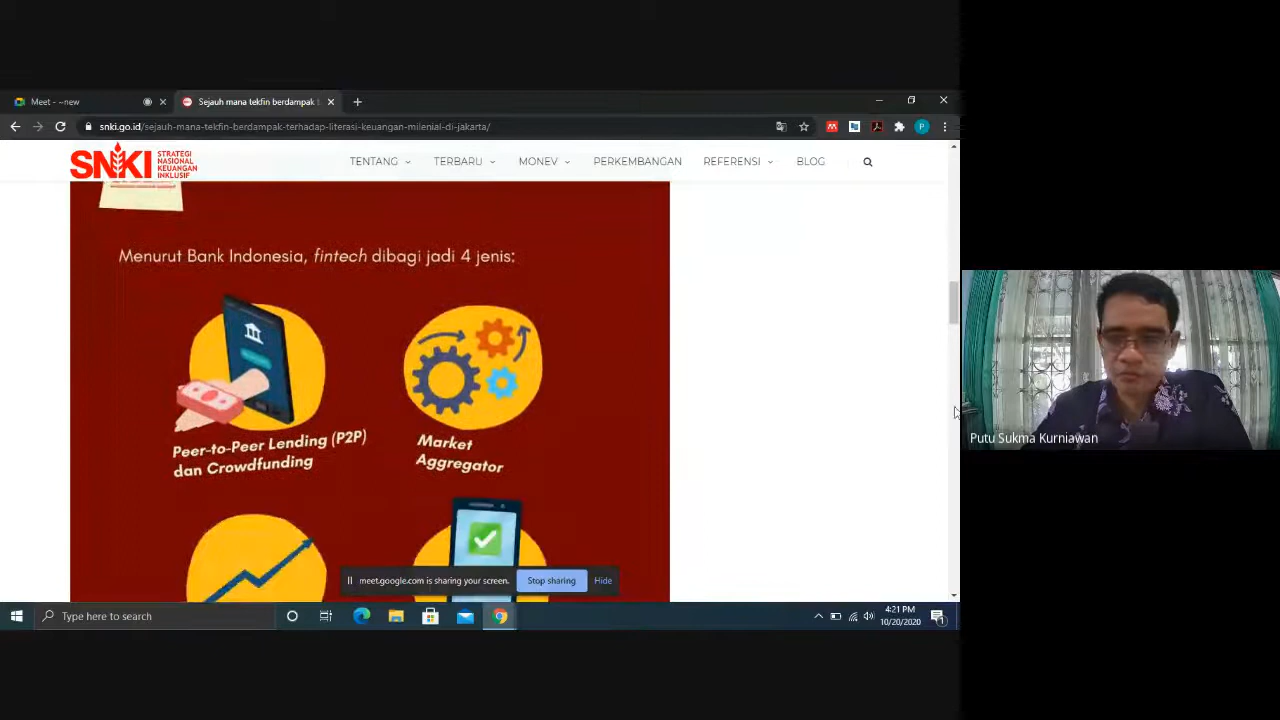 Meet - ~new
Sejauh mana tekfin berdampak t
snki.go.id/sejauh-mana-tekfin-berdampak-terhadap-literasi-keuangan-milenial-di-jakarta/
P
SNKI
STRATEGI
NASIONAL
KEUANGAN
INKLUSIF
TENTANG
TERBARU
MONEV
PERKEMBANGAN
REFERENSI
BLOG
Menurut Bank Indonesia, fintech dibagi jadi 4 jenis:
Peer-to-Peer Lending (P2P)
dan Crowdfunding
Market
Aggregator
meet.google.com is sharing your screen.
Stop sharing
Hide
Putu Sukma Kurniawan
Type here to search
4:21 PM
10/20/2020
1